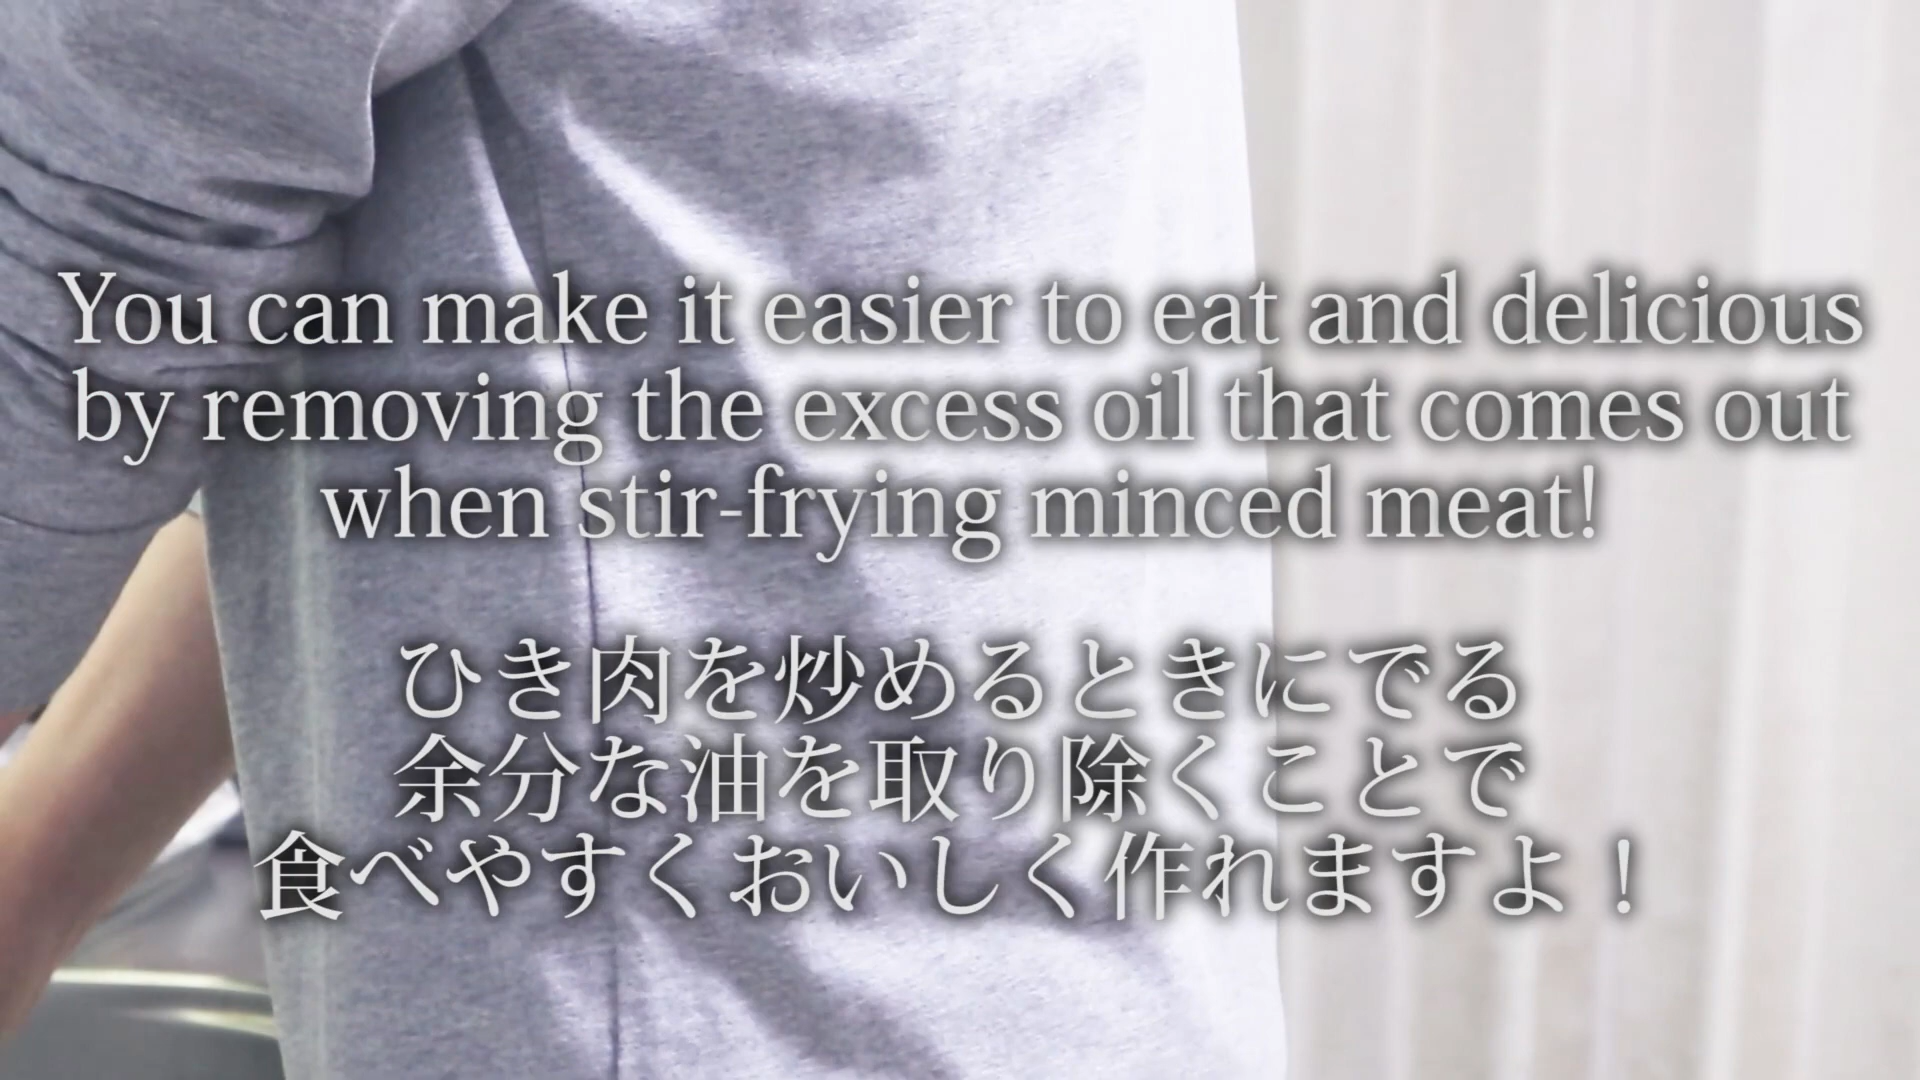 You can make it easier to eat and delicious
by removing the excess oil that comes out
when stir-frying minced meat!
ひき肉を炒めるときにでる
余分な油を取り除くことで
食べやすくおいしく作れますよ！